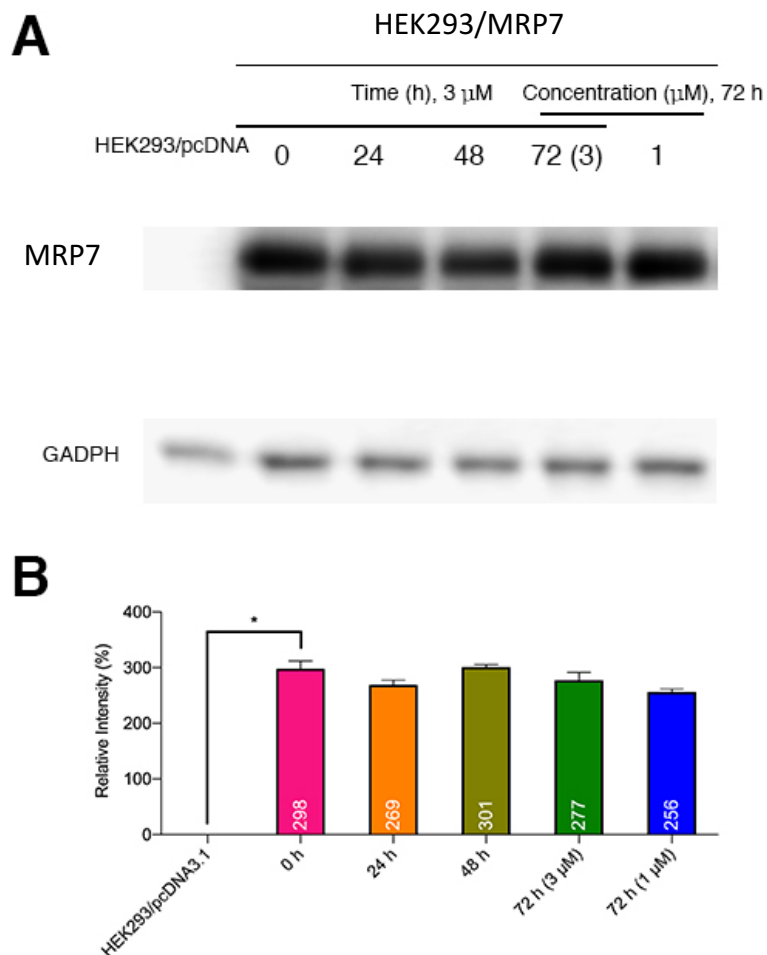 A
HEK293/MRP7
Time (h), 3 μM Concentration (μM), 72 h
HEK293/pcDNA 0 24 48 72 (3) 1
MRP7
GADPH
B
Relative Intensity (%)
400
300
200
100
0
*
298 269 301 277 256
HEK293/pcDNA3.1 0 h 24 h 48 h 72 h (3 μM) 72 h (1 μM)